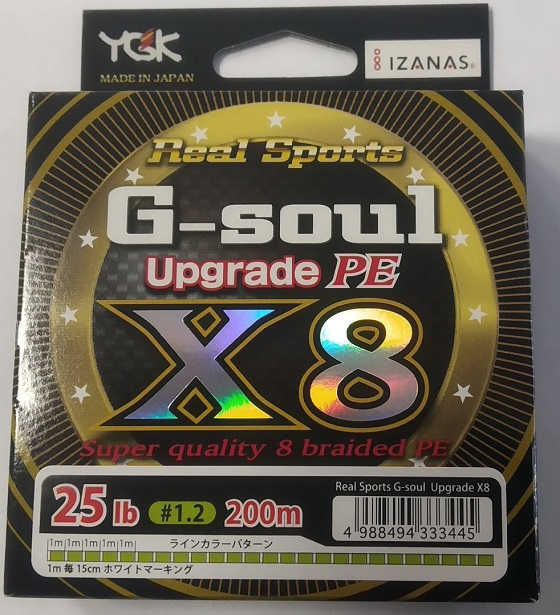 YGK
MADE IN JAPAN
IZANAS®
Real Sports
G-soul
Upgrade PE
X8
Super quality 8 braided PE
25lb #1.2 200m
Real Sports G-soul Upgrade X8
4 988494 333445
1m 1m 1m 1m 1m ラインカラーパターン
1m 毎 15cm ホワイトマーキング